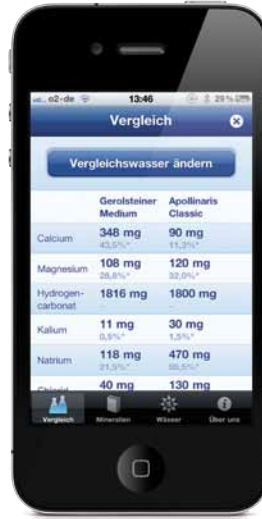 o2-de 13:46 29 %
Vergleich
Vergleichswasser ändern
Gerolsteiner Medium Apollinaris Classic
Calcium 348 mg 90 mg
43,5%* 11,3%*
Magnesium 108 mg 120 mg
28,8%* 32,0%*
Hydrogen-carbonat 1816 mg 1800 mg
Kalium 11 mg 30 mg
0,5%* 1,5%*
Natrium 118 mg 470 mg
21,5%*
Chlorid 40 mg 130 mg
Vergleich Mineralien Wässer Über uns